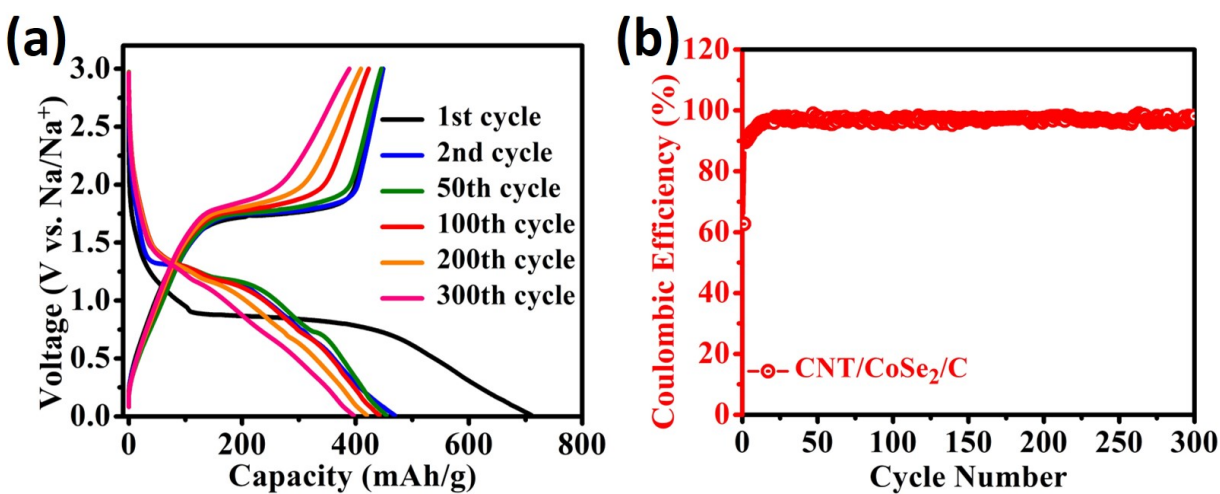 (a)
Voltage (V vs. Na/Na⁺)
3.0
2.5
2.0
1.5
1.0
0.5
0.0
1st cycle
2nd cycle
50th cycle
100th cycle
200th cycle
300th cycle
0 200 400 600 800
Capacity (mAh/g)
(b)
Coulombic Efficiency (%)
120
100
80
60
40
20
0
CNT/CoSe₂/C
0 50 100 150 200 250 300
Cycle Number